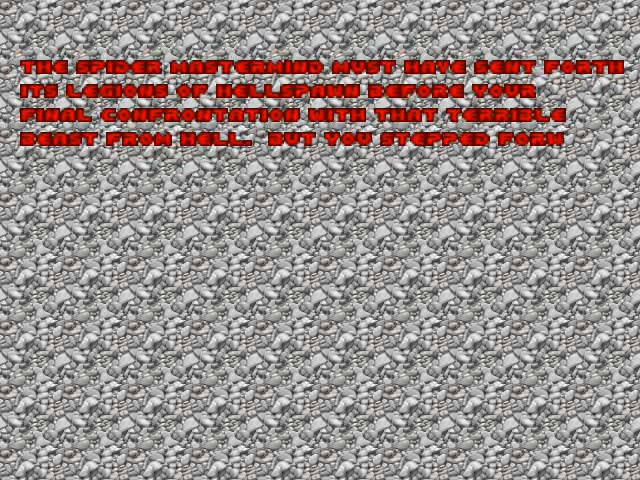 THE SPIDER MASTERMIND MUST HAVE SENT FORTH
ITS LEGIONS OF HELLSPAWN BEFORE YOUR
FINAL CONFRONTATION WITH THAT TERRIBLE
BEAST FROM HELL. BUT YOU STEPPED FORW